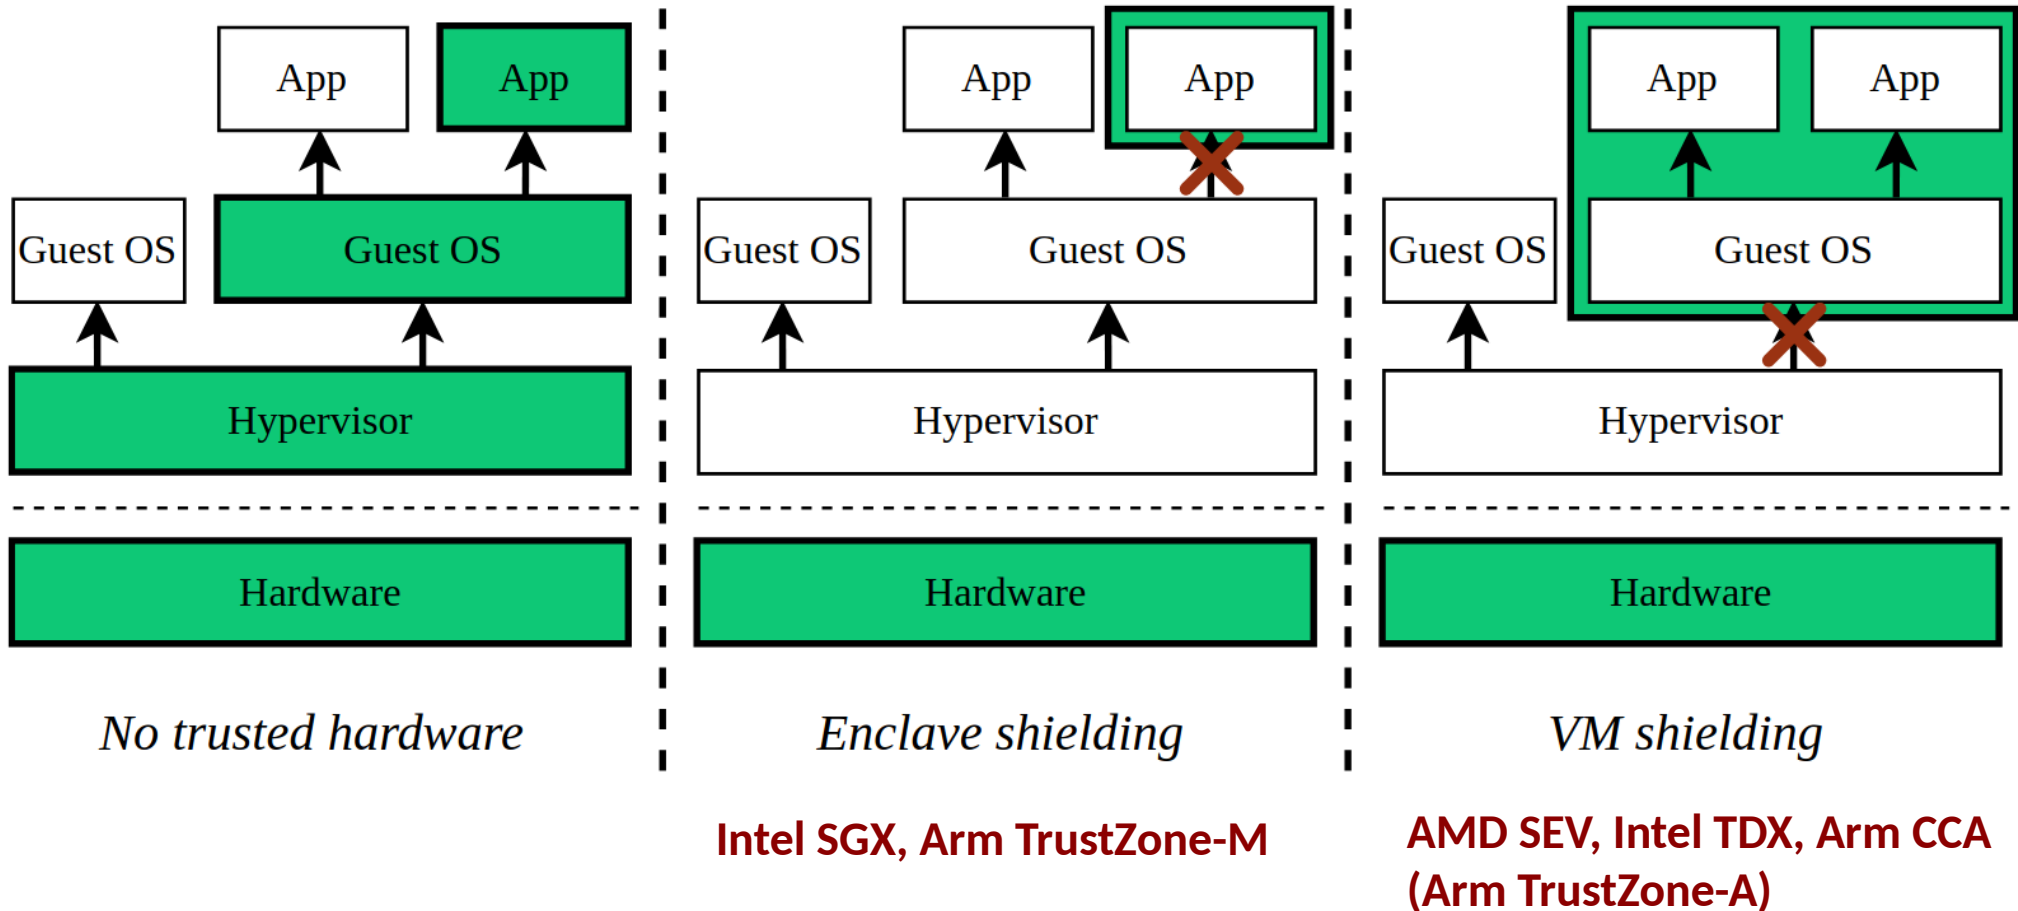 App
App
Guest OS
Guest OS
Hypervisor
Hardware
No trusted hardware
App
App
Guest OS
Guest OS
Hypervisor
Hardware
Enclave shielding
Intel SGX, Arm TrustZone-M
App
App
Guest OS
Guest OS
Hypervisor
Hardware
VM shielding
AMD SEV, Intel TDX, Arm CCA
(Arm TrustZone-A)